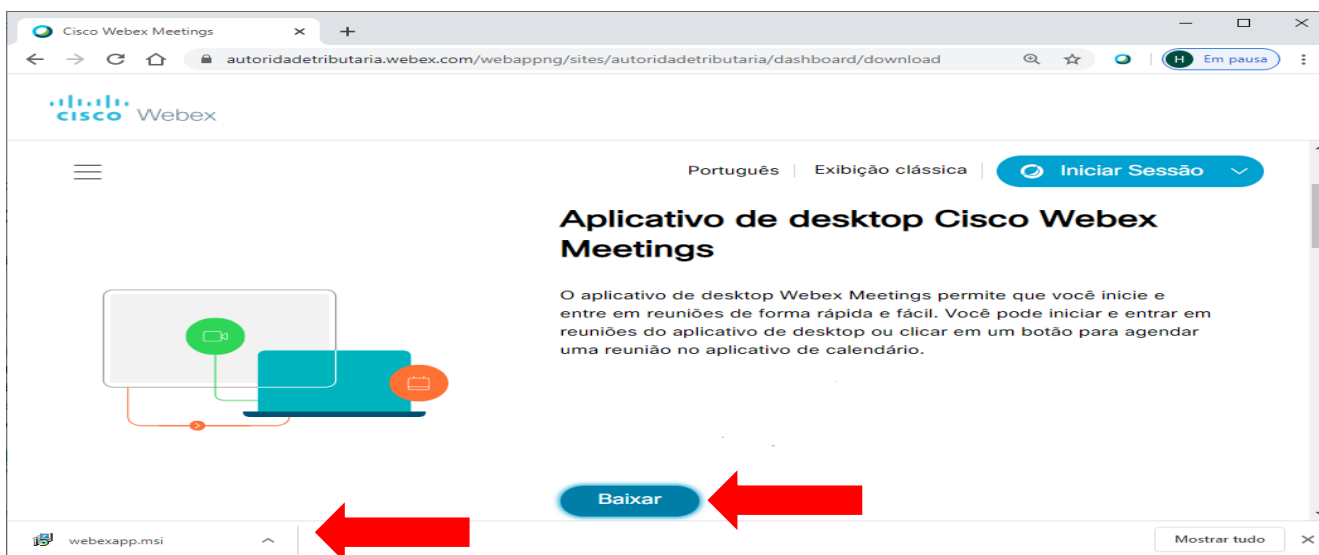 Cisco Webex Meetings
autoridadetributaria.webex.com/webappng/sites/autoridadetributaria/dashboard/download
H Em pausa
CISCO Webex
Português Exibição clássica Iniciar Sessão
Aplicativo de desktop Cisco Webex
Meetings
O aplicativo de desktop Webex Meetings permite que você inicie e
entre em reuniões de forma rápida e fácil. Você pode iniciar e entrar em
reuniões do aplicativo de desktop ou clicar em um botão para agendar
uma reunião no aplicativo de calendário.
Baixar
webexapp.msi Mostrar tudo